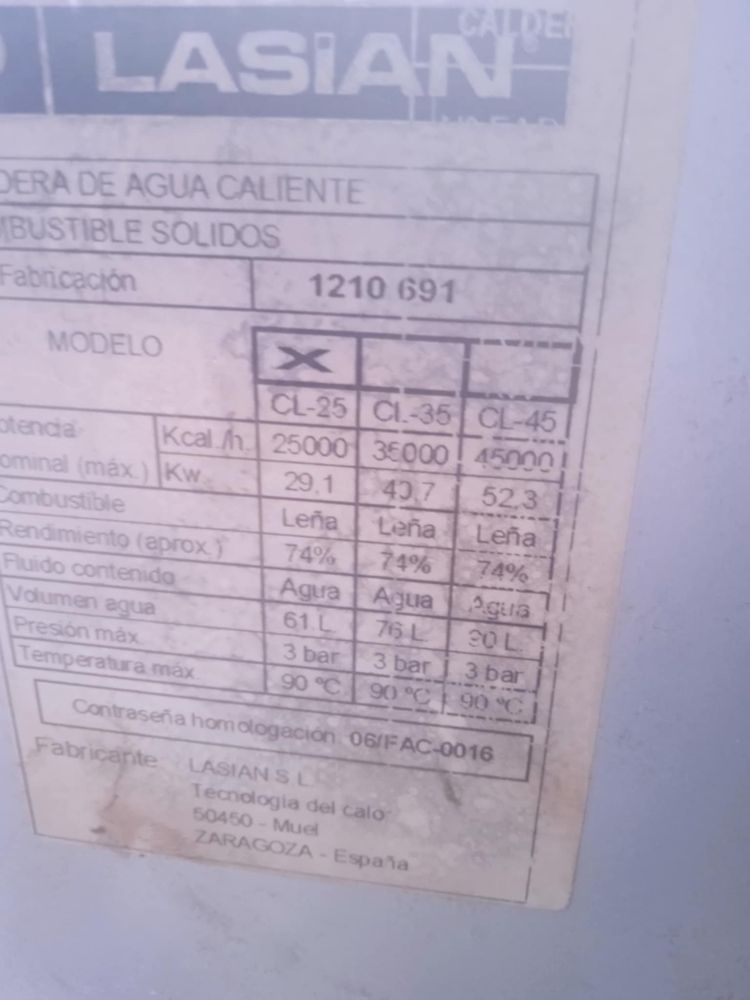 CALDER
LASIAN®
DERA DE AGUA CALIENTE
MBUSTIBLE SOLIDOS
Fabricación 1210 691
MODELO X
CL-25 CL-35 CL-45
otencia Kcal./h. 25000 35000 45000
ominal (máx.) Kw. 29,1 40,7 52,3
Combustible Leña Leña Leña
Rendimiento (aprox.) 74% 74% 74%
Fluido contenido Agua Agua Agua
Volumen agua 61 L 76 L 90 L.
Presión máx. 3 bar 3 bar 3 bar
Temperatura máx. 90 ºC 90 ºC 90 ºC
Contraseña homologación 06/FAC-0016
Fabricante: LASIAN S.L.
Tecnología del calo
50450 - Muel
ZARAGOZA - España